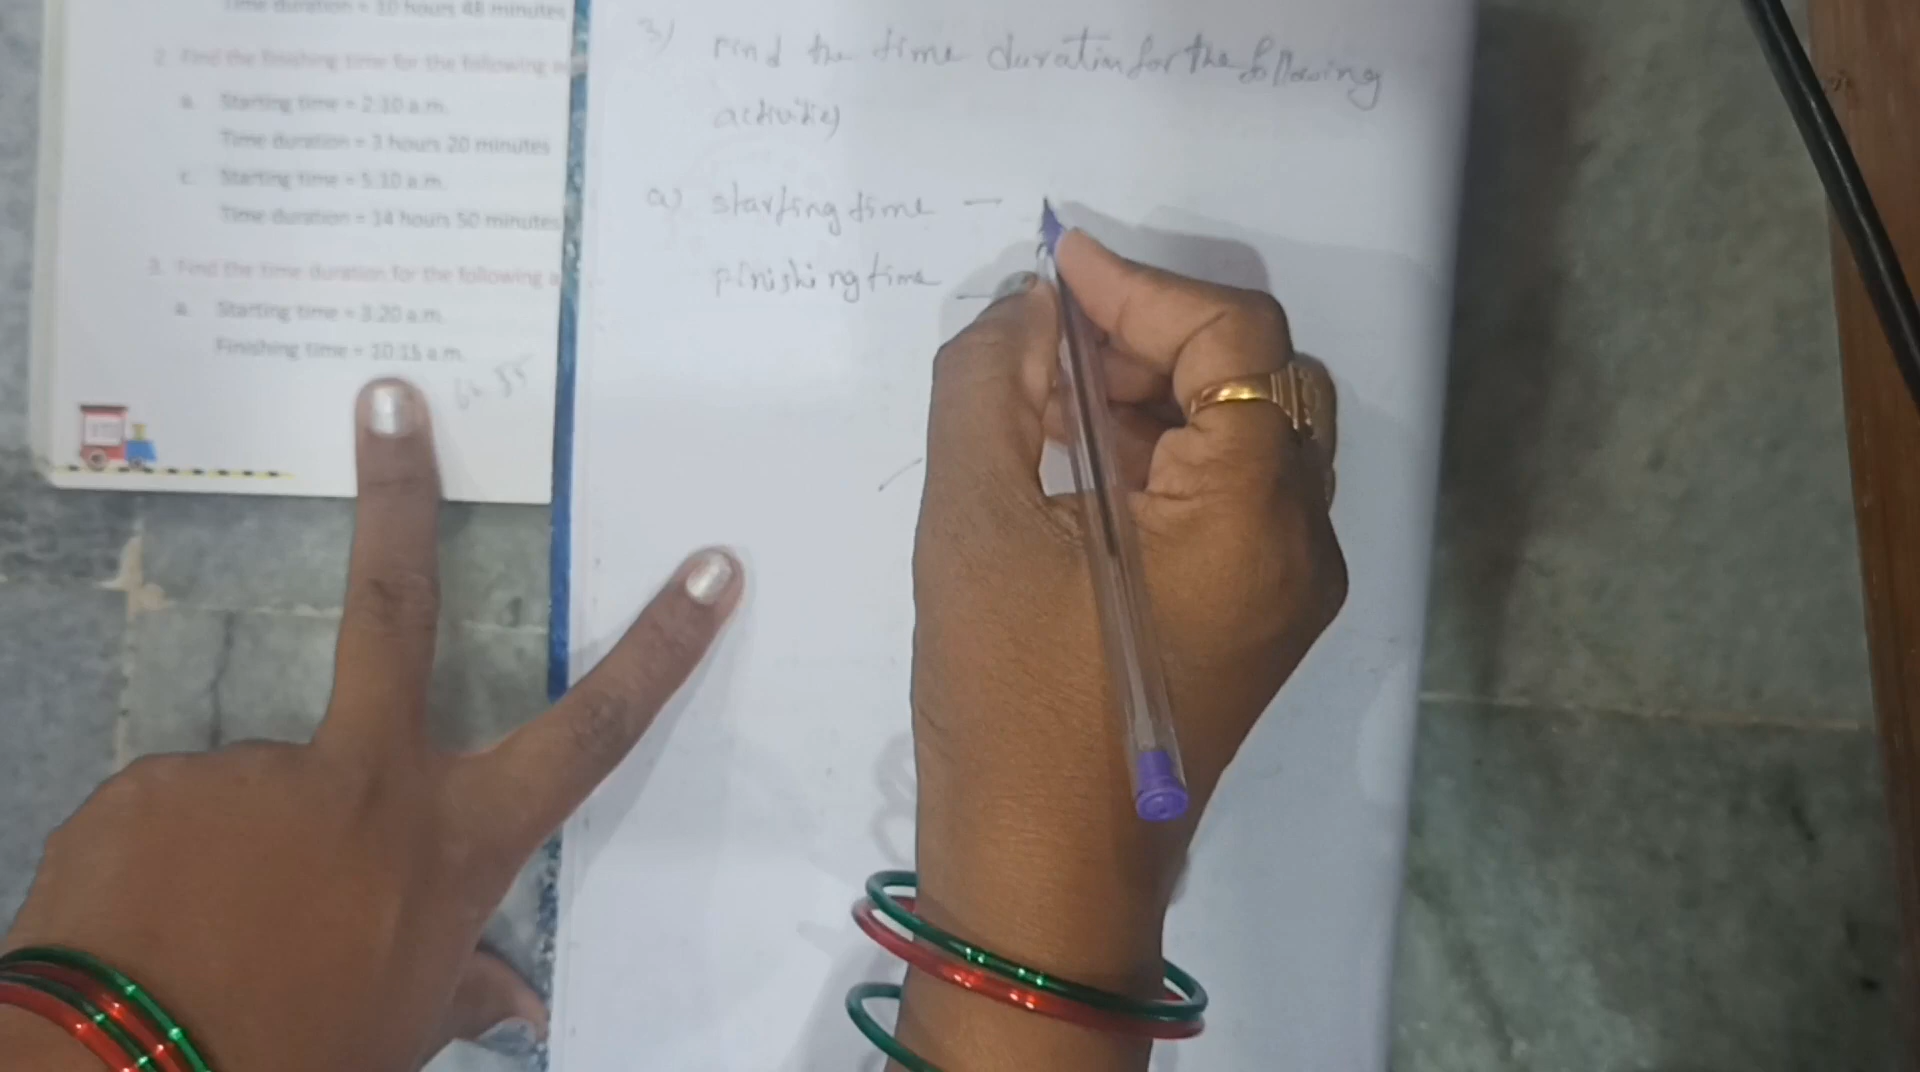 Time duration = 10 hours 48 minutes
2. Find the finishing time for the following
a. Starting time = 2:10 a.m.
Time duration = 3 hours 20 minutes
c. Starting time = 5:10 a.m.
Time duration = 14 hours 50 minutes
3. Find the time duration for the following a
a. Starting time = 3:20 a.m.
Finishing time = 10:15 a.m.
6h 55
3) Find the time duration for the following
activities
a) starting time —
finishing time —